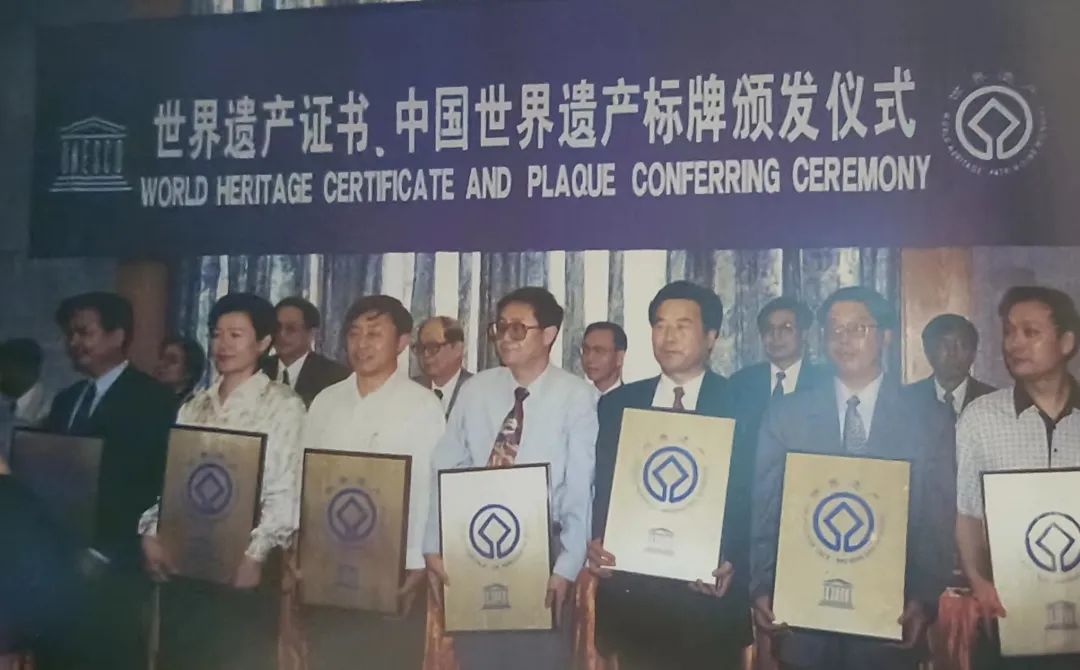 世界遗产证书、中国世界遗产标牌颁发仪式
WORLD HERITAGE CERTIFICATE AND PLAQUE CONFERRING CEREMONY
UNESCO